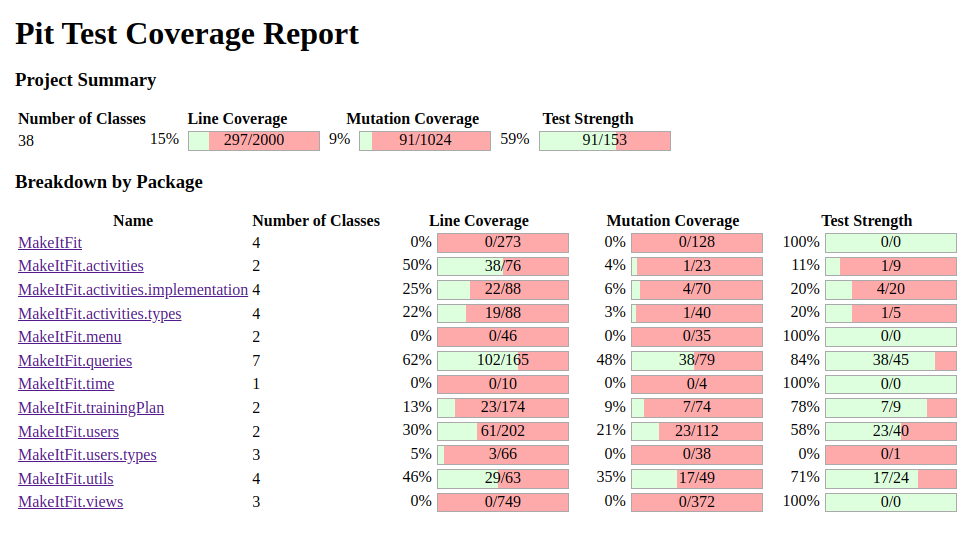 Pit Test Coverage Report
Project Summary
Number of Classes Line Coverage Mutation Coverage Test Strength
38 15% 297/2000 9% 91/1024 59% 91/153
Breakdown by Package
Name Number of Classes Line Coverage Mutation Coverage Test Strength
MakeItFit 4 0% 0/273 0% 0/128 100% 0/0
MakeItFit.activities 2 50% 38/76 4% 1/23 11% 1/9
MakeItFit.activities.implementation 4 25% 22/88 6% 4/70 20% 4/20
MakeItFit.activities.types 4 22% 19/88 3% 1/40 20% 1/5
MakeItFit.menu 2 0% 0/46 0% 0/35 100% 0/0
MakeItFit.queries 7 62% 102/165 48% 38/79 84% 38/45
MakeItFit.time 1 0% 0/10 0% 0/4 100% 0/0
MakeItFit.trainingPlan 2 13% 23/174 9% 7/74 78% 7/9
MakeItFit.users 2 30% 61/202 21% 23/112 58% 23/40
MakeItFit.users.types 3 5% 3/66 0% 0/38 0% 0/1
MakeItFit.utils 4 46% 29/63 35% 17/49 71% 17/24
MakeItFit.views 3 0% 0/749 0% 0/372 100% 0/0